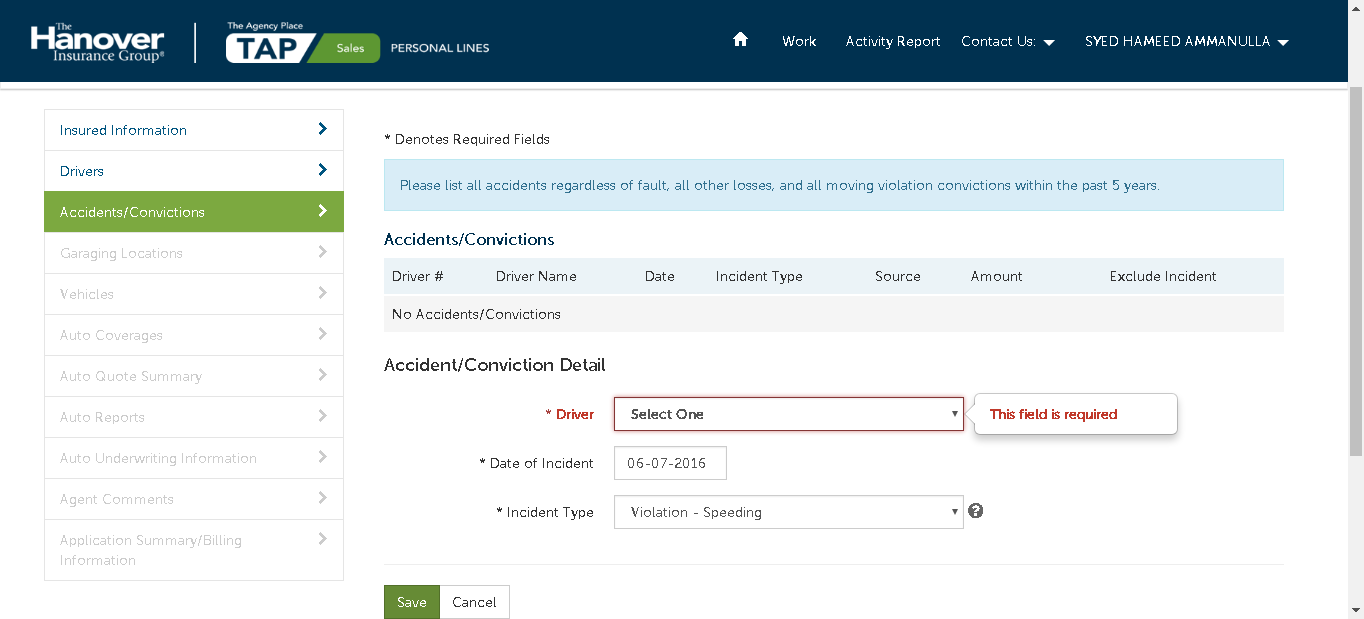 The
Hanover
Insurance Group®
The Agency Place
TAP Sales PERSONAL LINES
Work Activity Report Contact Us: SYED HAMEED AMMANULLA
Insured Information
Drivers
Accidents/Convictions
Garaging Locations
Vehicles
Auto Coverages
Auto Quote Summary
Auto Reports
Auto Underwriting Information
Agent Comments
Application Summary/Billing
Information
* Denotes Required Fields
Please list all accidents regardless of fault, all other losses, and all moving violation convictions within the past 5 years.
Accidents/Convictions
Driver # Driver Name Date Incident Type Source Amount Exclude Incident
No Accidents/Convictions
Accident/Conviction Detail
* Driver Select One This field is required
* Date of Incident 06-07-2016
* Incident Type Violation - Speeding ?
Save Cancel